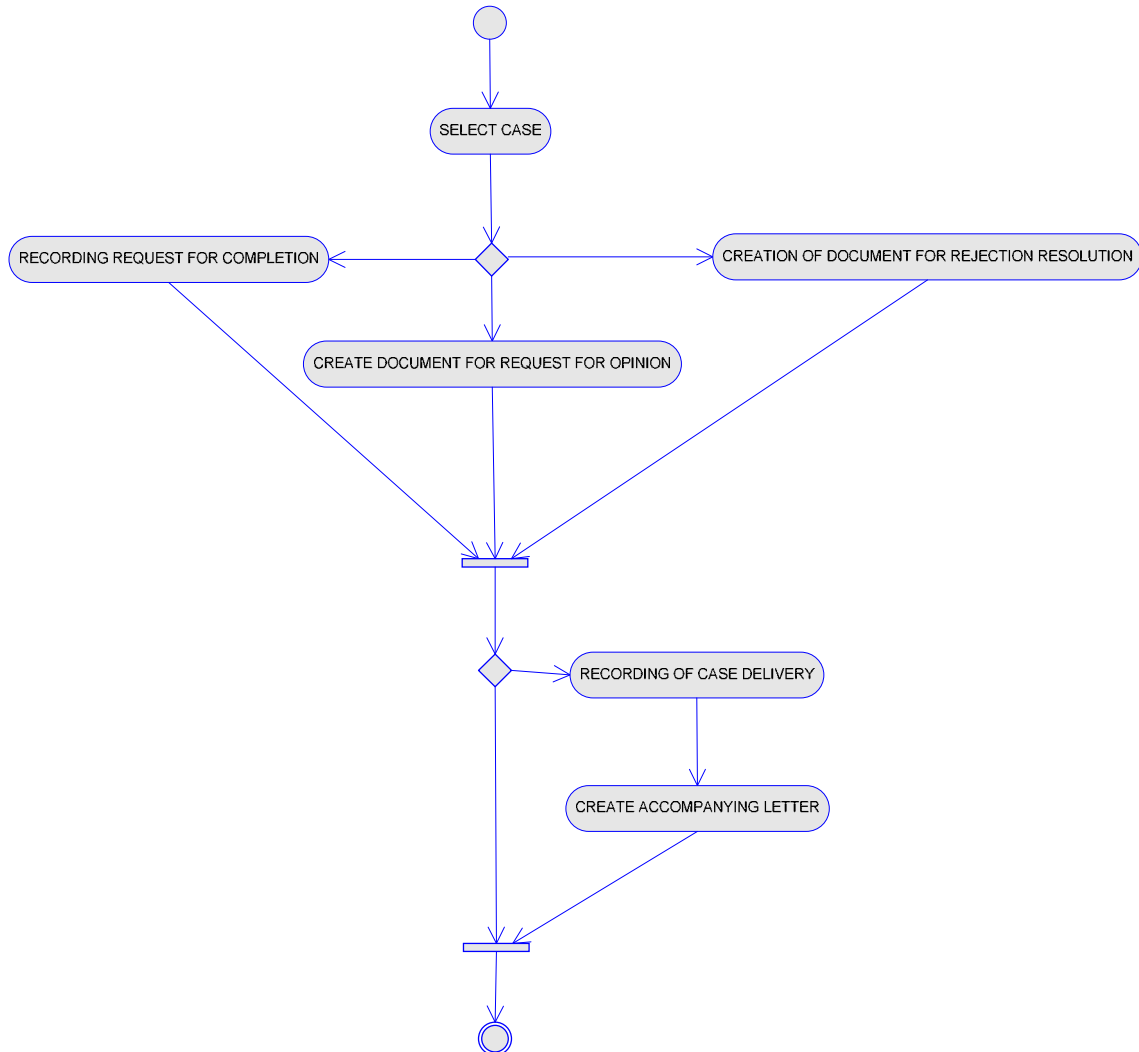 SELECT CASE
RECORDING REQUEST FOR COMPLETION
CREATION OF DOCUMENT FOR REJECTION RESOLUTION
CREATE DOCUMENT FOR REQUEST FOR OPINION
RECORDING OF CASE DELIVERY
CREATE ACCOMPANYING LETTER